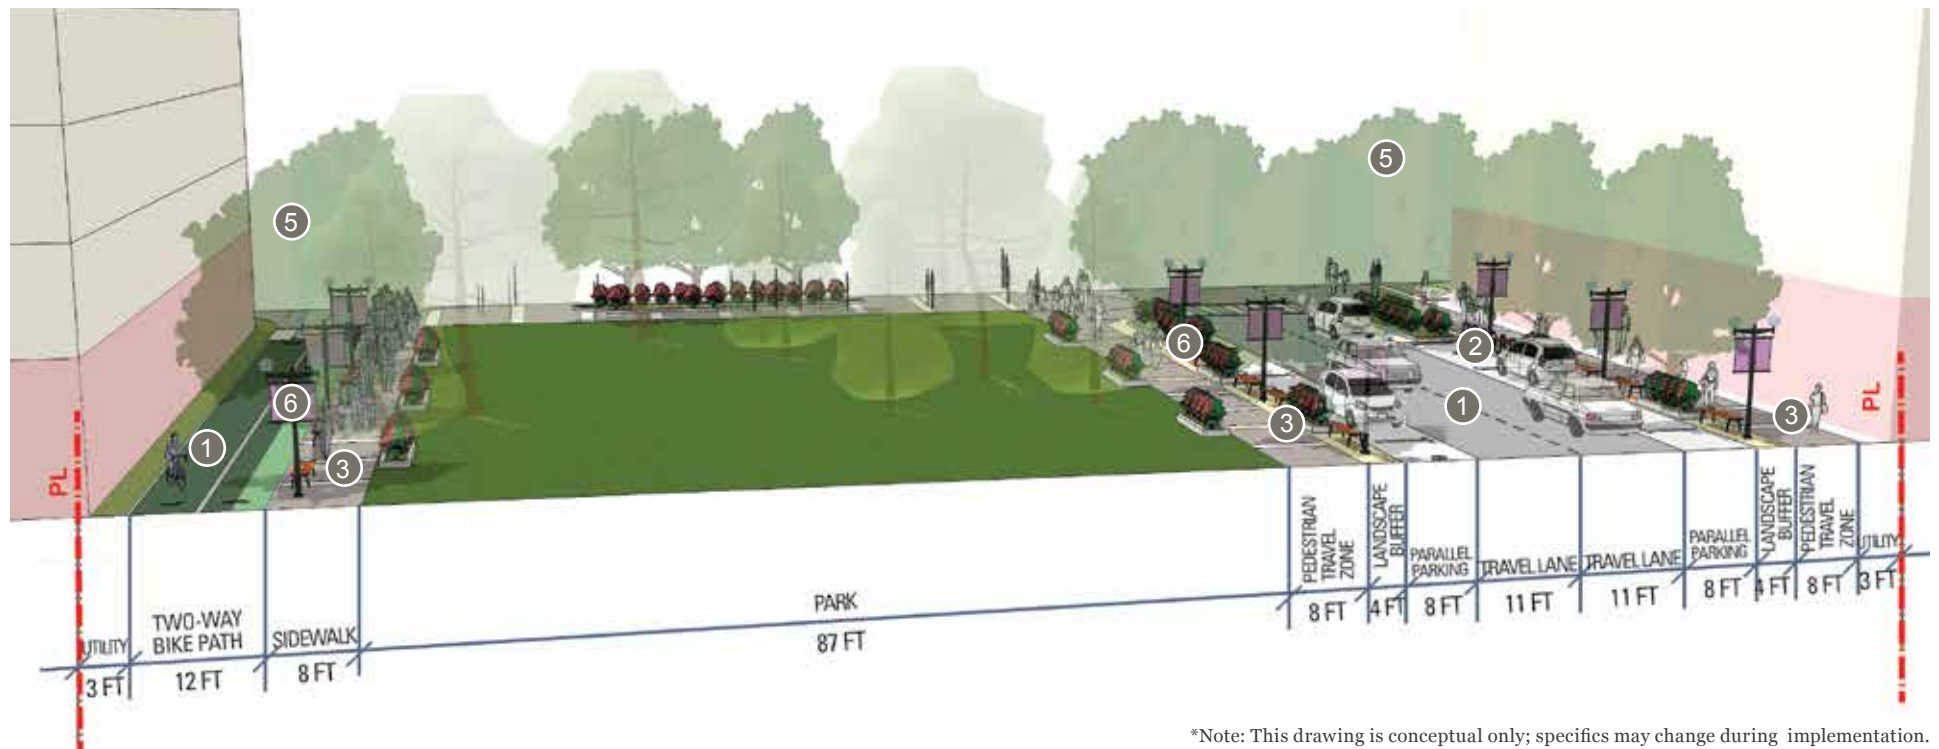 5
5
6
2
1
3
6
1
3
3
PL
PL
UTILITY
3 FT
TWO-WAY
BIKE PATH
12 FT
SIDEWALK
8 FT
PARK
87 FT
PEDESTRIAN
TRAVEL
ZONE
8 FT
LANDSCAPE
BUFFER
4 FT
PARALLEL
PARKING
8 FT
TRAVEL LANE
11 FT
TRAVEL LANE
11 FT
PARALLEL
PARKING
8 FT
LANDSCAPE
BUFFER
4 FT
PEDESTRIAN
TRAVEL
ZONE
8 FT
UTILITY
3 FT
*Note: This drawing is conceptual only; specifics may change during implementation.